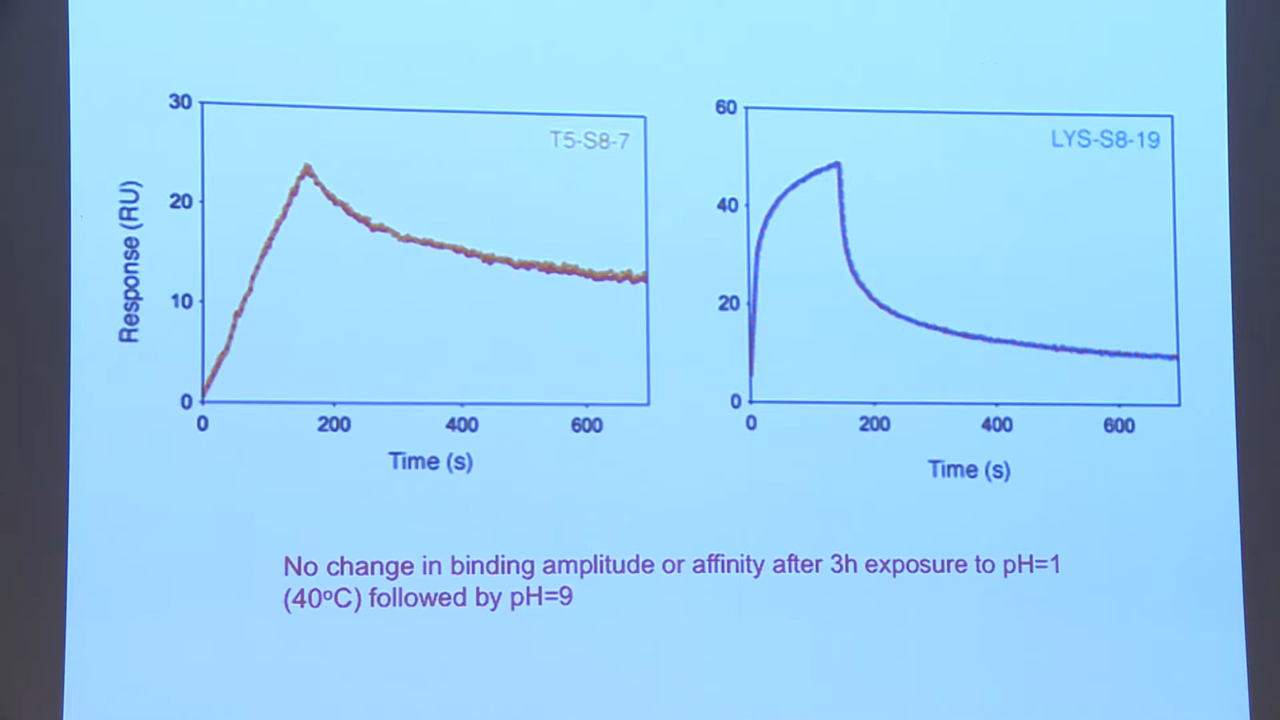 30
20
10
0
0
200
400
600
Response (RU)
Time (s)
T5-S8-7
60
40
20
0
0
200
400
600
Time (s)
LYS-S8-19
No change in binding amplitude or affinity after 3h exposure to pH=1
(40ºC) followed by pH=9